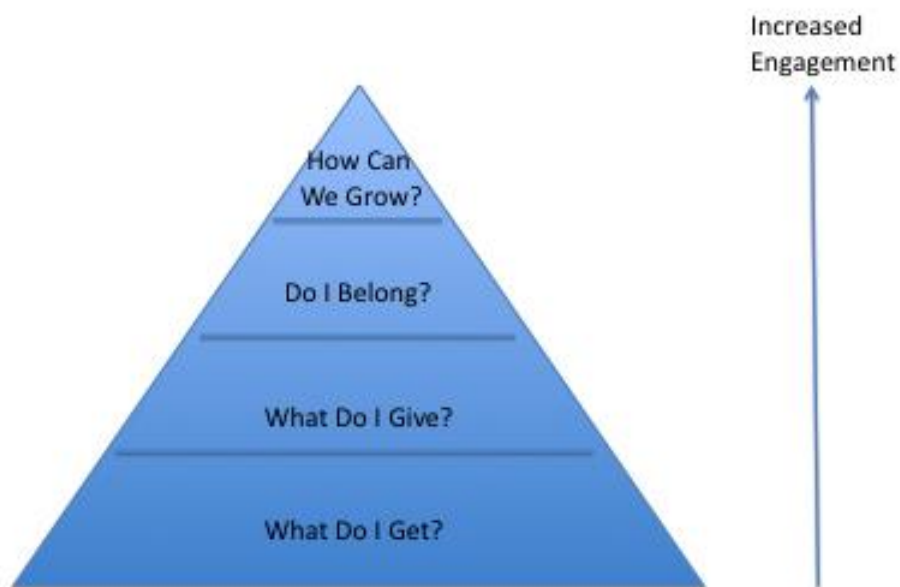 Increased
Engagement
How Can
We Grow?
Do I Belong?
What Do I Give?
What Do I Get?